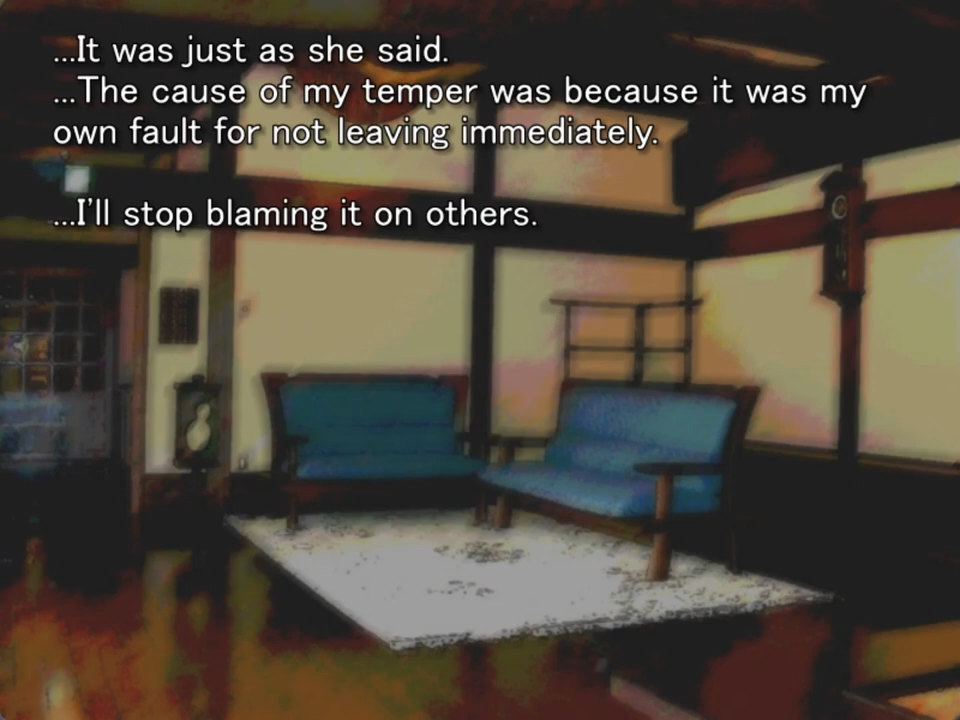 ...It was just as she said.
...The cause of my temper was because it was my
own fault for not leaving immediately.
...I'll stop blaming it on others.